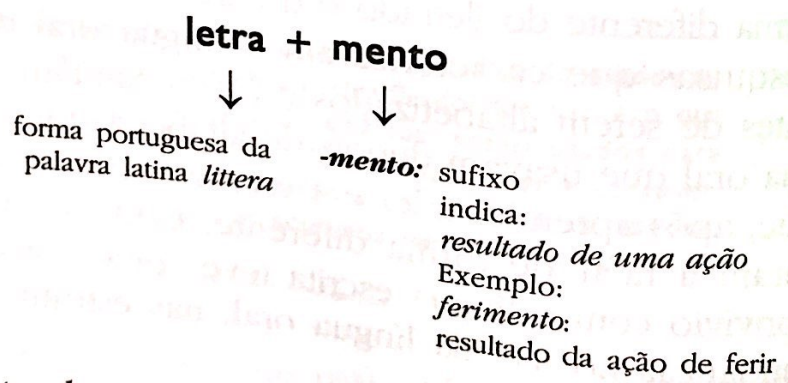 letra + mento
↓ ↓
forma portuguesa da
palavra latina littera
-mento: sufixo
indica:
resultado de uma ação
Exemplo:
ferimento:
resultado da ação de ferir